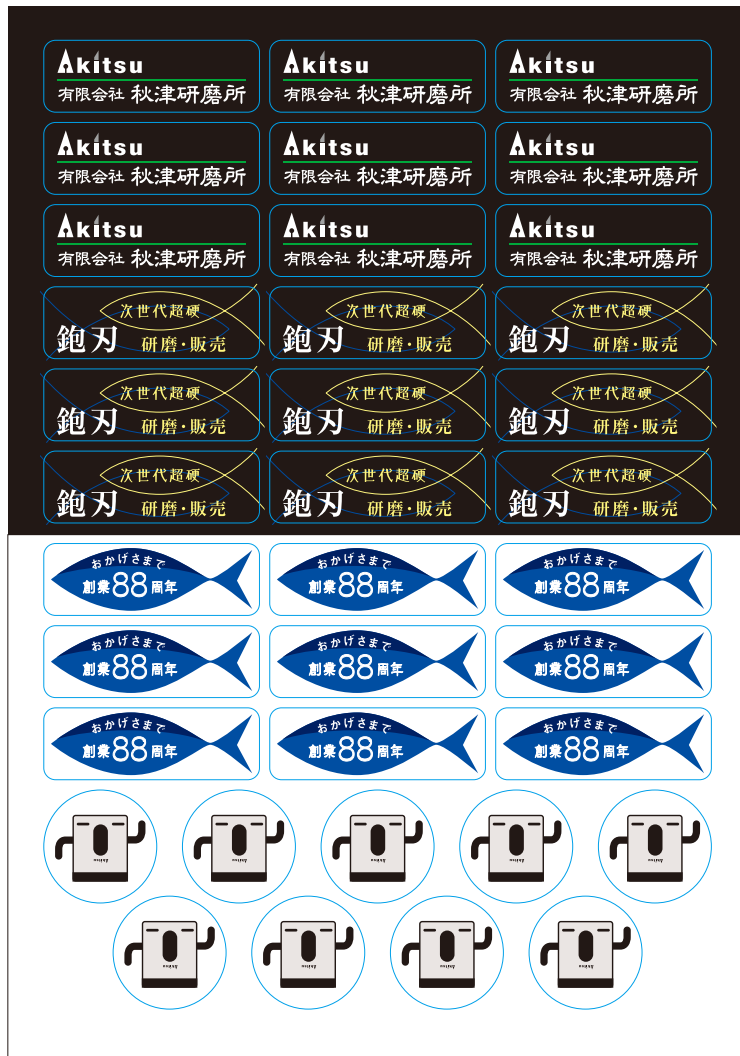 Akitsu Akitsu Akitsu
有限会社 秋津研磨所 有限会社 秋津研磨所 有限会社 秋津研磨所
Akitsu Akitsu Akitsu
有限会社 秋津研磨所 有限会社 秋津研磨所 有限会社 秋津研磨所
Akitsu Akitsu Akitsu
有限会社 秋津研磨所 有限会社 秋津研磨所 有限会社 秋津研磨所
次世代超硬 次世代超硬 次世代超硬
鉋刃 研磨・販売 鉋刃 研磨・販売 鉋刃 研磨・販売
次世代超硬 次世代超硬 次世代超硬
鉋刃 研磨・販売 鉋刃 研磨・販売 鉋刃 研磨・販売
次世代超硬 次世代超硬 次世代超硬
鉋刃 研磨・販売 鉋刃 研磨・販売 鉋刃 研磨・販売
おかげさまで おかげさまで おかげさまで
創業88周年 創業88周年 創業88周年
おかげさまで おかげさまで おかげさまで
創業88周年 創業88周年 創業88周年
おかげさまで おかげさまで おかげさまで
創業88周年 創業88周年 創業88周年
Akitsu Akitsu Akitsu Akitsu Akitsu
Akitsu Akitsu Akitsu Akitsu